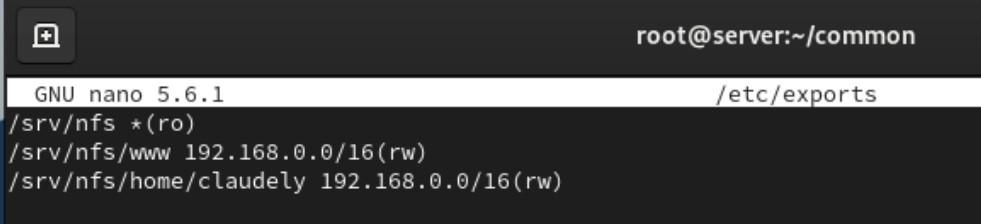 root@server:~/common
GNU nano 5.6.1 /etc/exports
/srv/nfs *(ro)
/srv/nfs/www 192.168.0.0/16(rw)
/srv/nfs/home/claudely 192.168.0.0/16(rw)